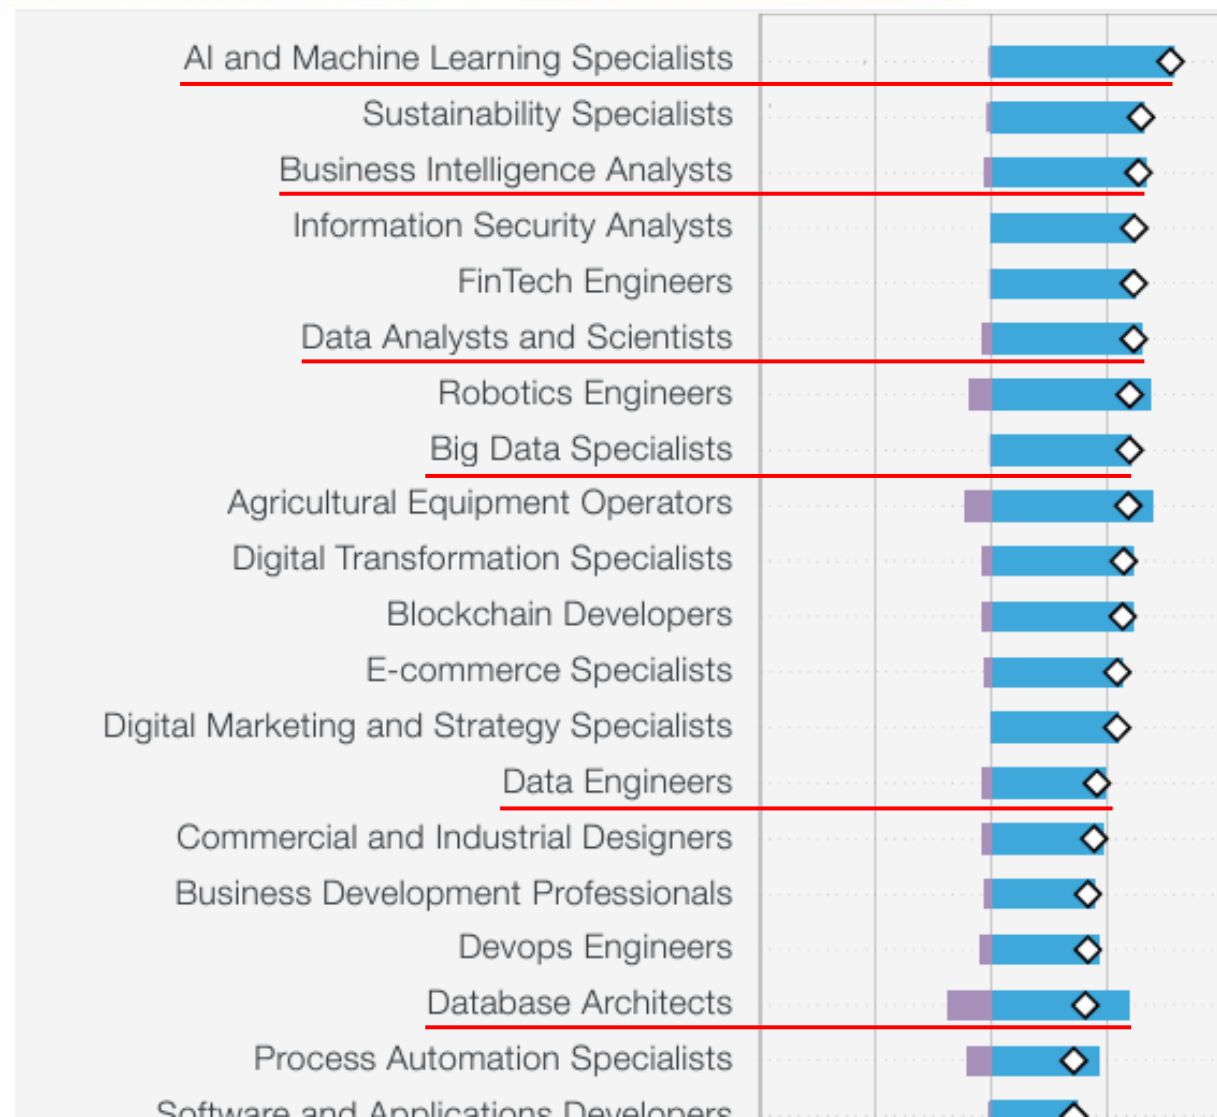 AI and Machine Learning Specialists
Sustainability Specialists
Business Intelligence Analysts
Information Security Analysts
FinTech Engineers
Data Analysts and Scientists
Robotics Engineers
Big Data Specialists
Agricultural Equipment Operators
Digital Transformation Specialists
Blockchain Developers
E-commerce Specialists
Digital Marketing and Strategy Specialists
Data Engineers
Commercial and Industrial Designers
Business Development Professionals
Devops Engineers
Database Architects
Process Automation Specialists
Software and Applications Developers